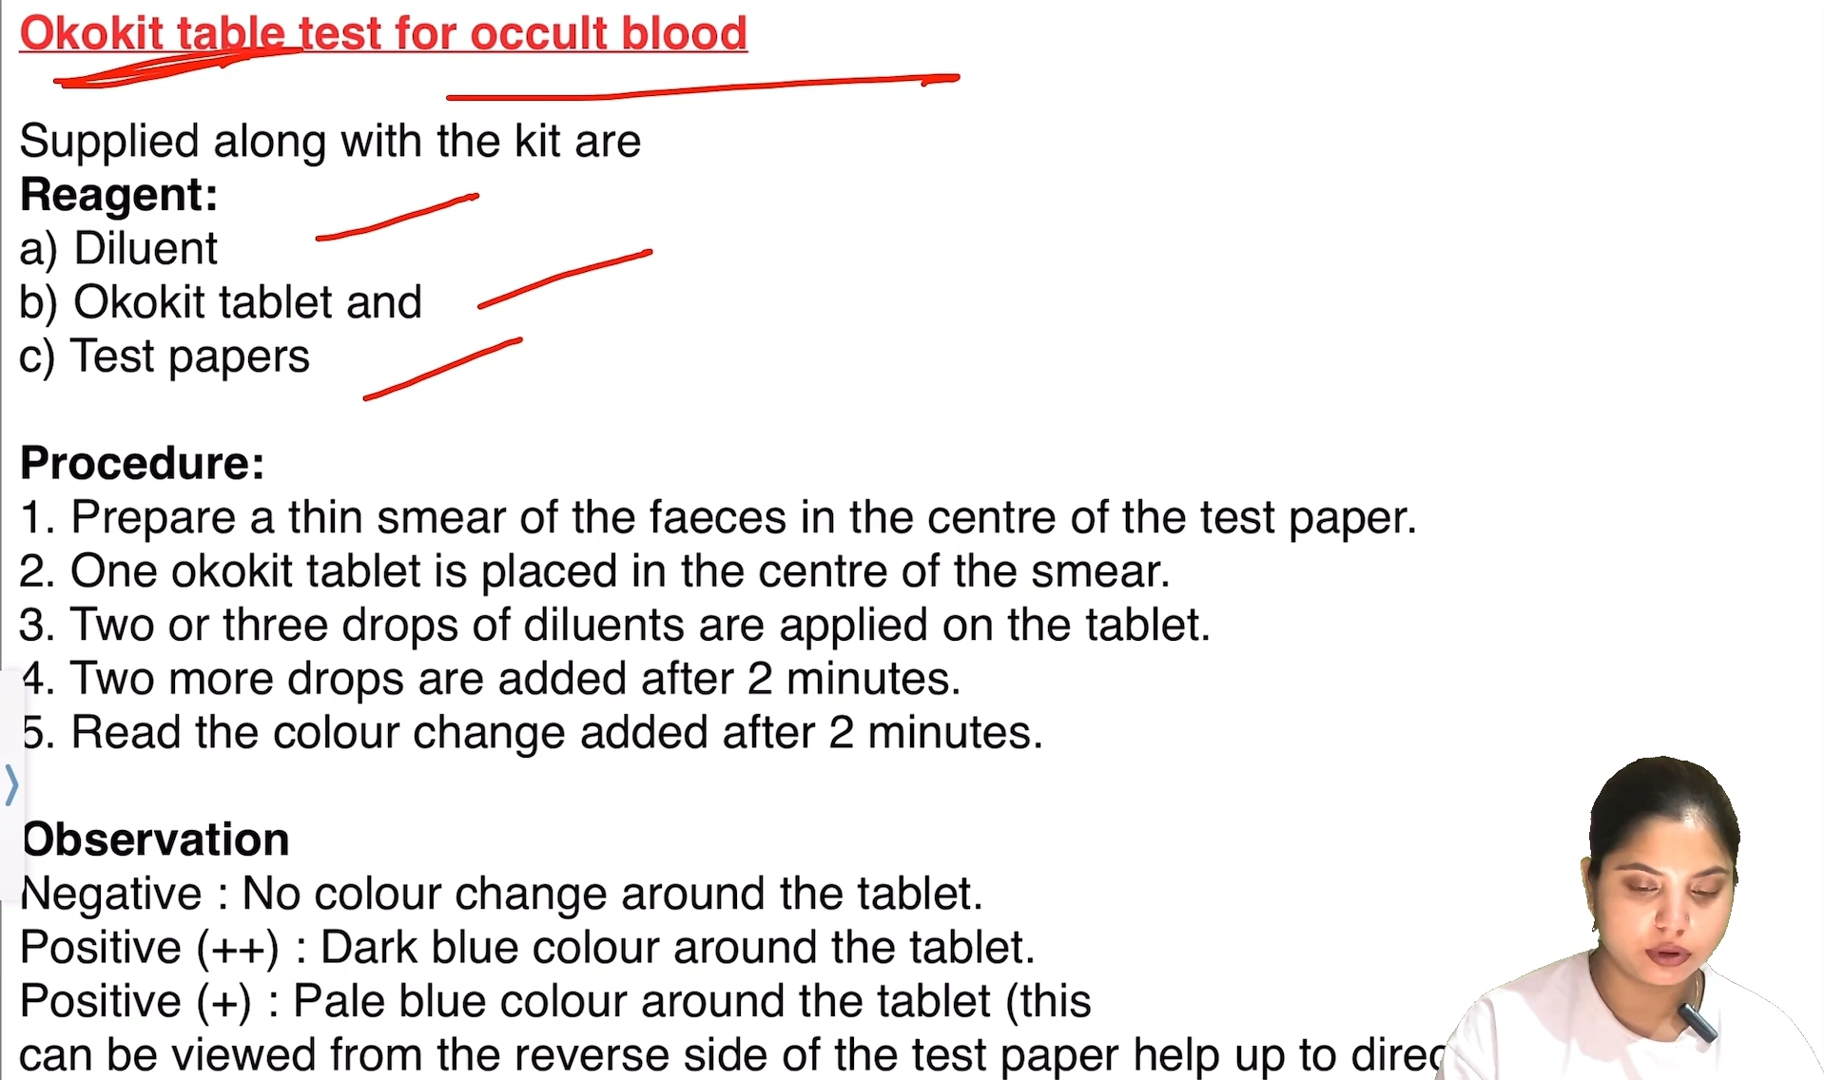 Okokit table test for occult blood
Supplied along with the kit are
Reagent:
a) Diluent
b) Okokit tablet and
c) Test papers
Procedure:
1. Prepare a thin smear of the faeces in the centre of the test paper.
2. One okokit tablet is placed in the centre of the smear.
3. Two or three drops of diluents are applied on the tablet.
4. Two more drops are added after 2 minutes.
5. Read the colour change added after 2 minutes.
Observation
Negative : No colour change around the tablet.
Positive (++) : Dark blue colour around the tablet.
Positive (+) : Pale blue colour around the tablet (this
can be viewed from the reverse side of the test paper help up to